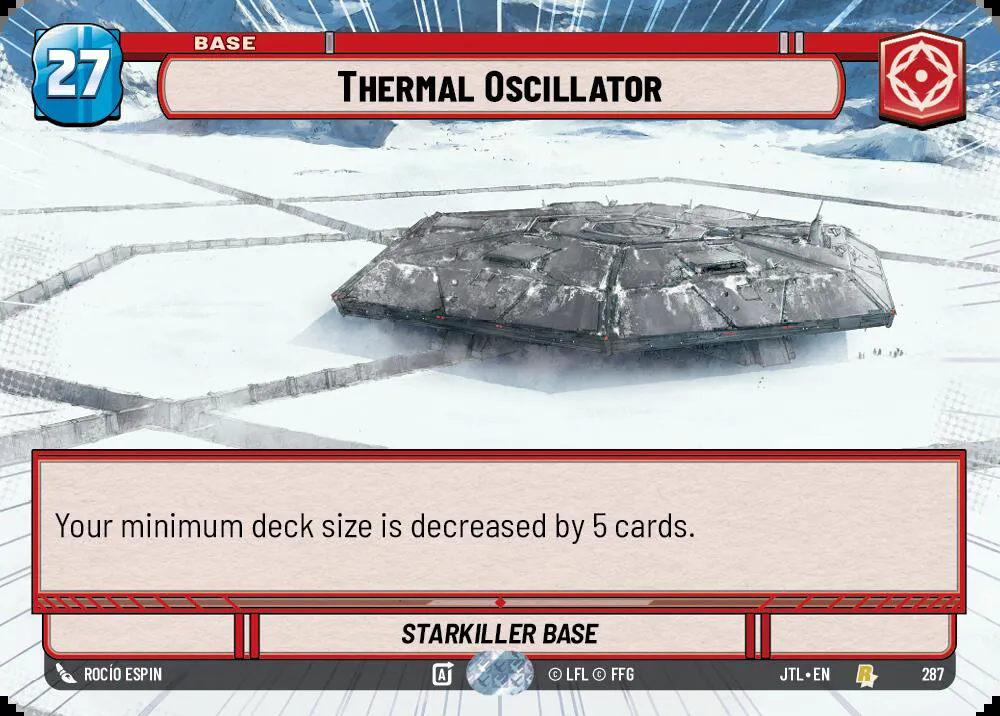 BASE
27
THERMAL OSCILLATOR
Your minimum deck size is decreased by 5 cards.
STARKILLER BASE
ROCÍO ESPIN
A
© LFL © FFG
JTL•EN
R
287